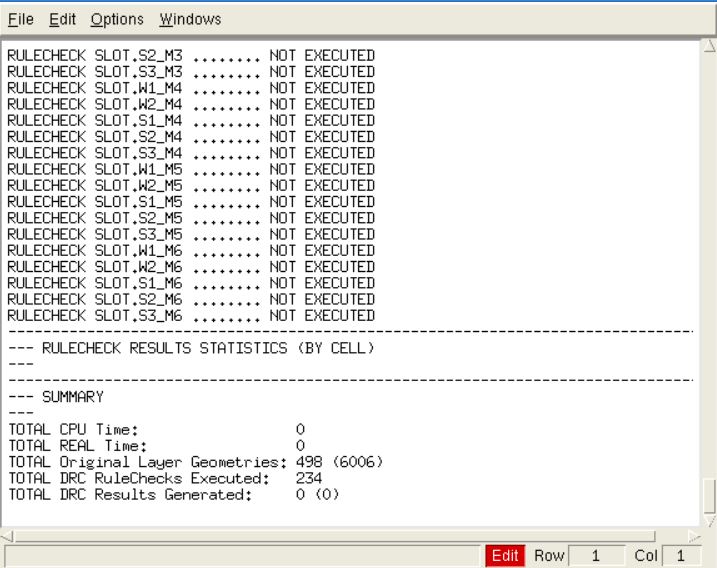 File Edit Options Windows
RULECHECK SLOT.S2_M3 ........ NOT EXECUTED
RULECHECK SLOT.S3_M3 ........ NOT EXECUTED
RULECHECK SLOT.W1_M4 ........ NOT EXECUTED
RULECHECK SLOT.W2_M4 ........ NOT EXECUTED
RULECHECK SLOT.S1_M4 ........ NOT EXECUTED
RULECHECK SLOT.S2_M4 ........ NOT EXECUTED
RULECHECK SLOT.S3_M4 ........ NOT EXECUTED
RULECHECK SLOT.W1_M5 ........ NOT EXECUTED
RULECHECK SLOT.W2_M5 ........ NOT EXECUTED
RULECHECK SLOT.S1_M5 ........ NOT EXECUTED
RULECHECK SLOT.S2_M5 ........ NOT EXECUTED
RULECHECK SLOT.S3_M5 ........ NOT EXECUTED
RULECHECK SLOT.W1_M6 ........ NOT EXECUTED
RULECHECK SLOT.W2_M6 ........ NOT EXECUTED
RULECHECK SLOT.S1_M6 ........ NOT EXECUTED
RULECHECK SLOT.S2_M6 ........ NOT EXECUTED
RULECHECK SLOT.S3_M6 ........ NOT EXECUTED
----------------------------------------------------------------------------------
--- RULECHECK RESULTS STATISTICS (BY CELL)
---
----------------------------------------------------------------------------------
--- SUMMARY
---
TOTAL CPU Time: 0
TOTAL REAL Time: 0
TOTAL Original Layer Geometries: 498 (6006)
TOTAL DRC RuleChecks Executed: 234
TOTAL DRC Results Generated: 0 (0)
Edit Row 1 Col 1